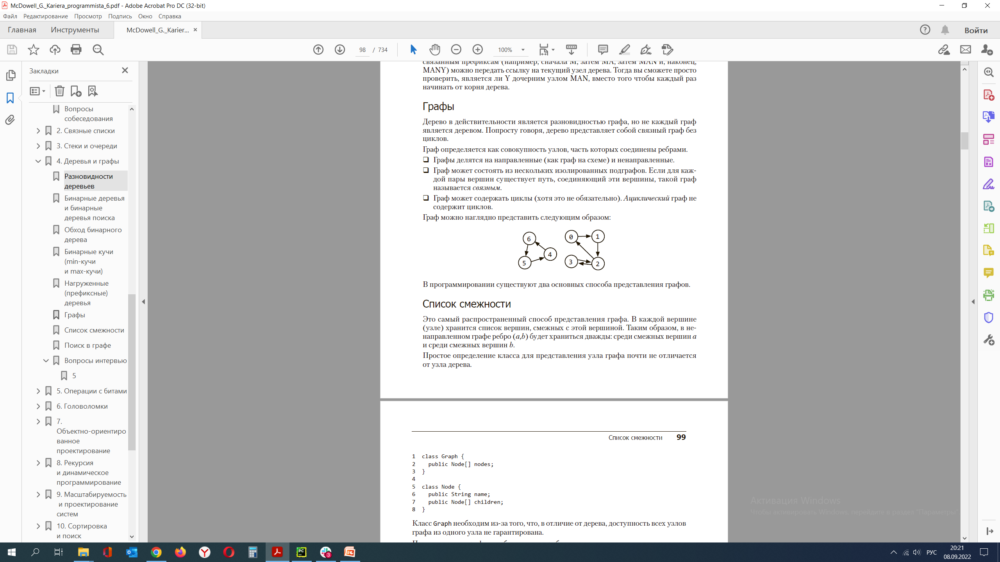 McDowell_G._Kariera_programmista_6.pdf - Adobe Acrobat Pro DC (32-bit)
Файл Редактирование Просмотр Подпись Окно Справка
Главная Инструменты McDowell_G._Karier... × Войти
98 / 734 100%
Закладки
Вопросы
собеседования
2. Связные списки
3. Стеки и очереди
4. Деревья и графы
Разновидности
деревьев
Бинарные деревья
и бинарные
деревья поиска
Обход бинарного
дерева
Бинарные кучи
(min-кучи
и max-кучи)
Нагруженные
(префиксные)
деревья
Графы
Список смежности
Поиск в графе
Вопросы интервью
5
5. Операции с битами
6. Головоломки
7.
Объектно-ориентиро
ванное
проектирование
8. Рекурсия
и динамическое
программирование
9. Масштабируемость
и проектирование
систем
10. Сортировка
и поиск
связанным префиксам (например, сначала M, затем MA, затем MAN и, наконец,
MANY) можно передать ссылку на текущий узел дерева. Тогда вы сможете просто
проверить, является ли Y дочерним узлом MAN, вместо того чтобы каждый раз
начинать от корня дерева.
Графы
Дерево в действительности является разновидностью графа, но не каждый граф
является деревом. Попросту говоря, дерево представляет собой связный граф без
циклов.
Граф определяется как совокупность узлов, часть которых соединены ребрами.
❑ Графы делятся на направленные (как граф на схеме) и ненаправленные.
❑ Граф может состоять из нескольких изолированных подграфов. Если для каж-
дой пары вершин существует путь, соединяющий эти вершины, такой граф
называется связным.
❑ Граф может содержать циклы (хотя это не обязательно). Ациклический граф не
содержит циклов.
Граф можно наглядно представить следующим образом:
6 0 1
4
5 3 2
В программировании существуют два основных способа представления графов.
Список смежности
Это самый распространенный способ представления графа. В каждой вершине
(узле) хранится список вершин, смежных с этой вершиной. Таким образом, в не-
направленном графе ребро (a,b) будет храниться дважды: среди смежных вершин a
и среди смежных вершин b.
Простое определение класса для представления узла графа почти не отличается
от узла дерева.
Список смежности 99
1 class Graph {
2 public Node[] nodes;
3 }
4
5 class Node {
6 public String name;
7 public Node[] children;
8 }
Класс Graph необходим из-за того, что, в отличие от дерева, доступность всех узлов
графа из одного узла не гарантирована.
Активация Windows
Чтобы активировать Windows, перейдите в раздел "Параметры".
3
РУС
20:21
08.09.2022